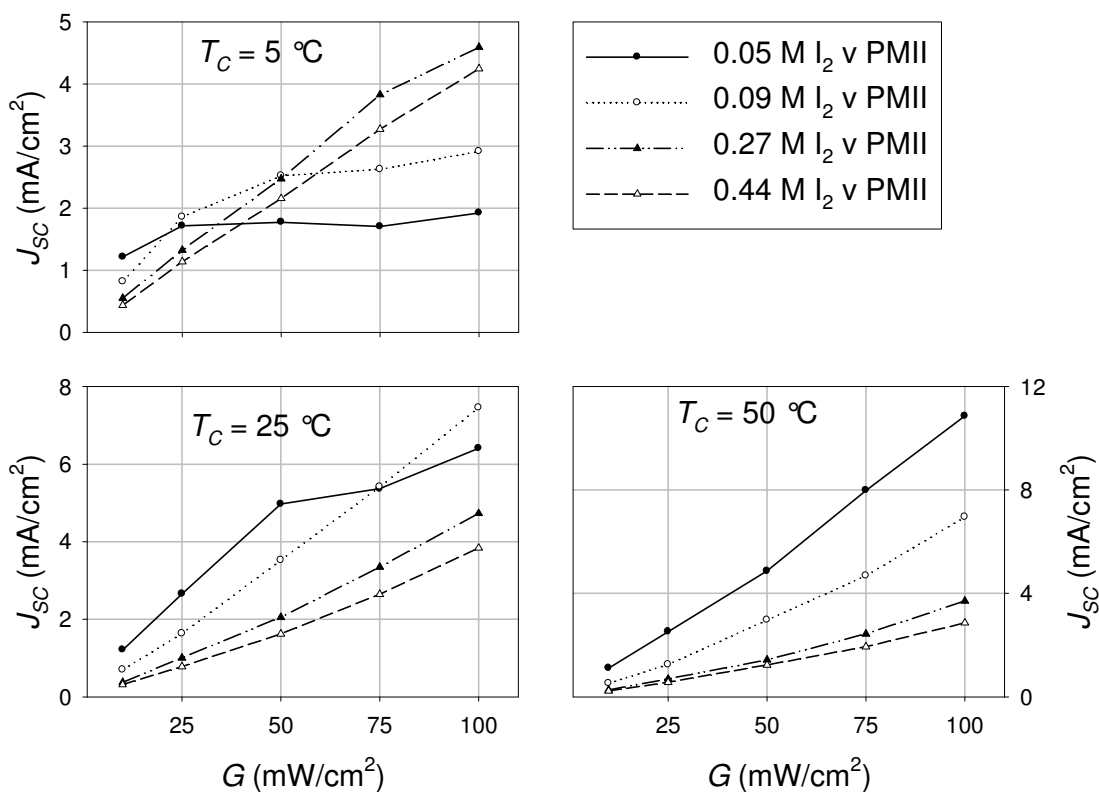 5
4
3
2
1
0
J_SC (mA/cm²)
T_C = 5 °C
0.05 M I₂ v PMII
0.09 M I₂ v PMII
0.27 M I₂ v PMII
0.44 M I₂ v PMII
8
6
4
2
0
J_SC (mA/cm²)
T_C = 25 °C
25 50 75 100
G (mW/cm²)
T_C = 50 °C
12
8
4
0
J_SC (mA/cm²)
25 50 75 100
G (mW/cm²)